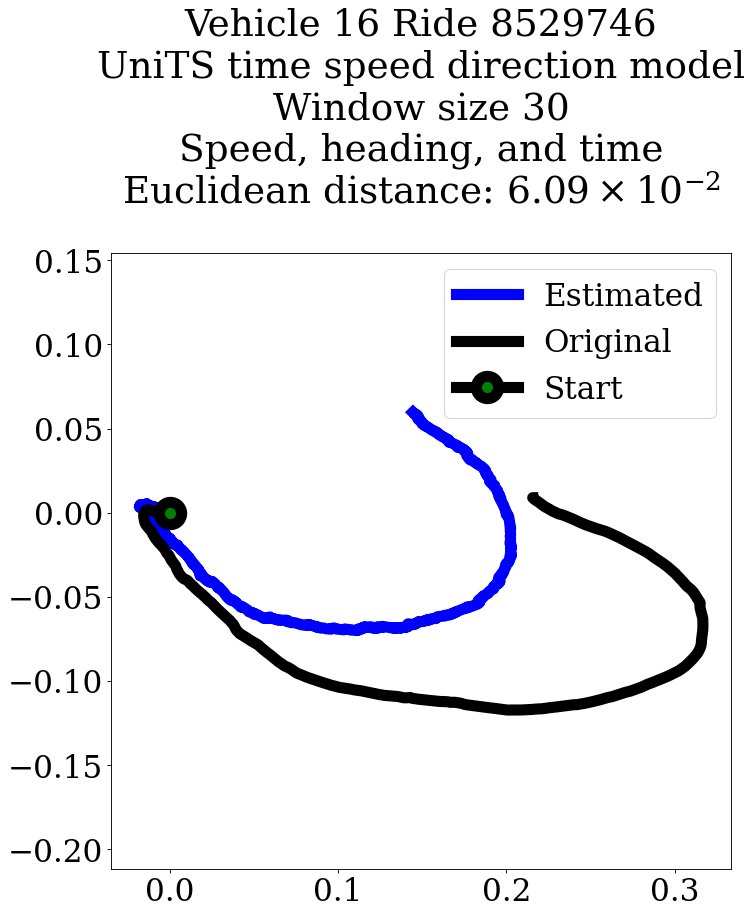 Vehicle 16 Ride 8529746
UniTS time speed direction model
Window size 30
Speed, heading, and time
Euclidean distance: 6.09 × 10⁻²
Estimated
Original
Start
0.15
0.10
0.05
0.00
−0.05
−0.10
−0.15
−0.20
0.0 0.1 0.2 0.3